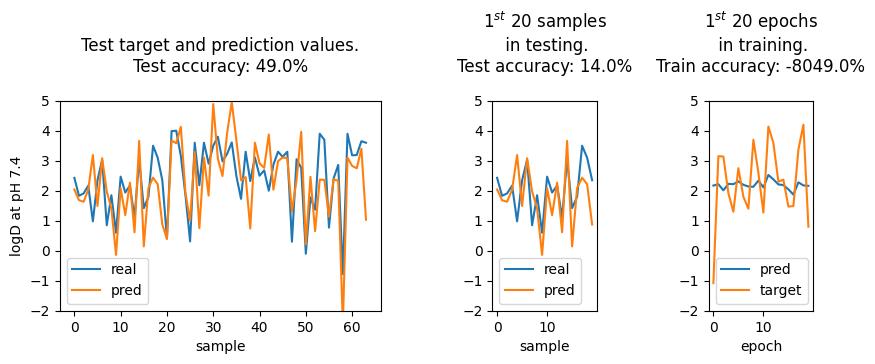 Test target and prediction values.
Test accuracy: 49.0%
logD at pH 7.4
5
4
3
2
1
0
−1
−2
real
pred
0
10
20
30
40
50
60
sample
1st 20 samples
in testing.
Test accuracy: 14.0%
5
4
3
2
1
0
−1
−2
real
pred
0
10
sample
1st 20 epochs
in training.
Train accuracy: -8049.0%
5
4
3
2
1
0
−1
−2
pred
target
0
10
epoch